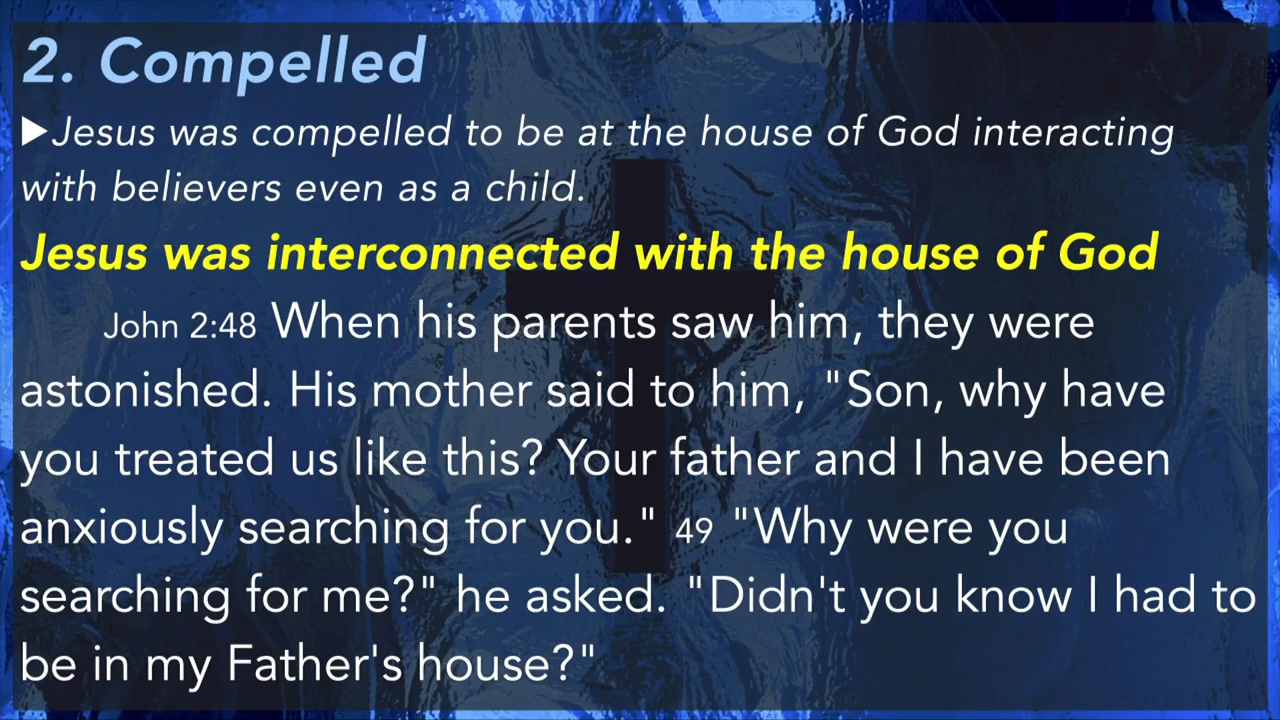 2. Compelled
▶Jesus was compelled to be at the house of God interacting
with believers even as a child.
Jesus was interconnected with the house of God
John 2:48 When his parents saw him, they were
astonished. His mother said to him, "Son, why have
you treated us like this? Your father and I have been
anxiously searching for you." 49 "Why were you
searching for me?" he asked. "Didn't you know I had to
be in my Father's house?"